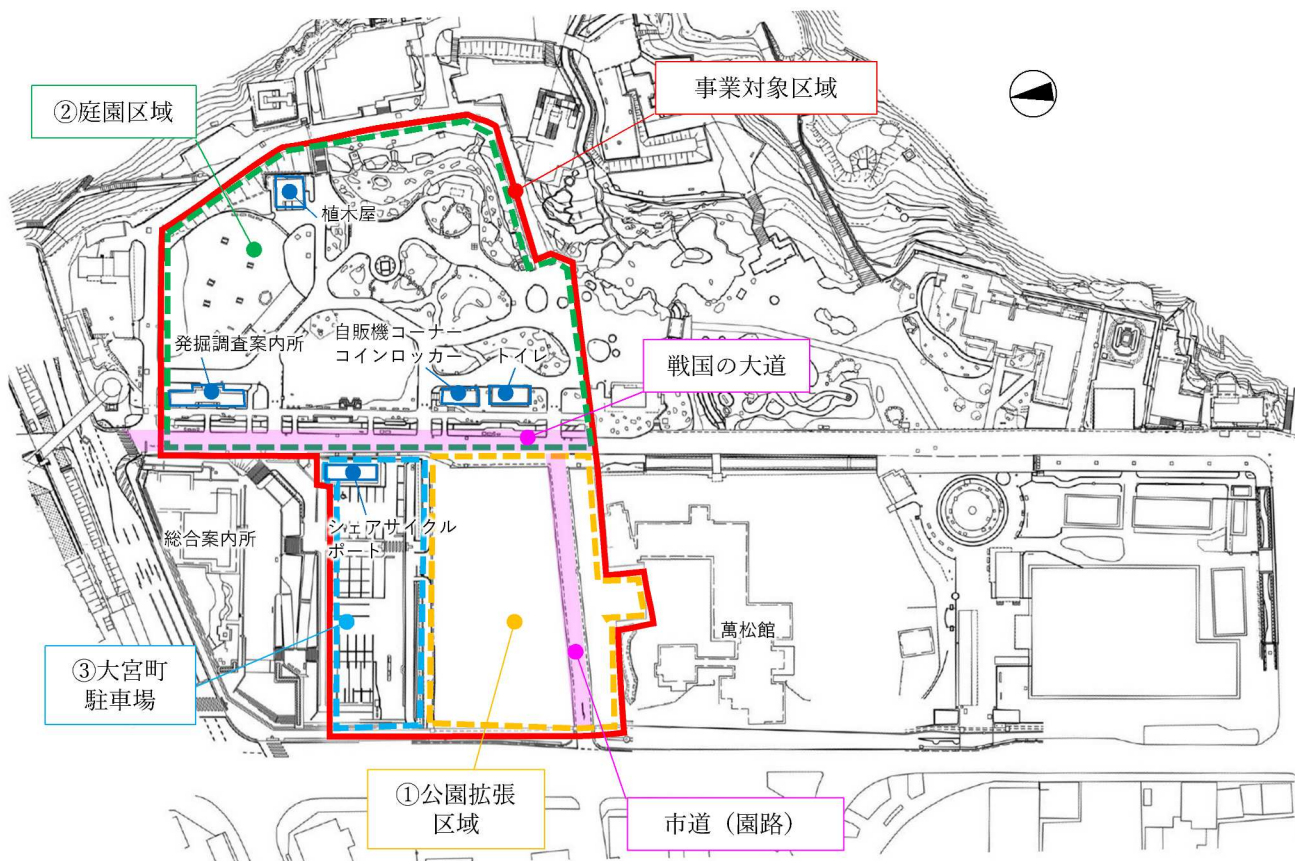 事業対象区域
②庭園区域
植木屋
自販機コーナー
コインロッカー
トイレ
発掘調査案内所
戦国の大道
シェアサイクル
ポート
総合案内所
萬松館
③大宮町
駐車場
①公園拡張
区域
市道（園路）